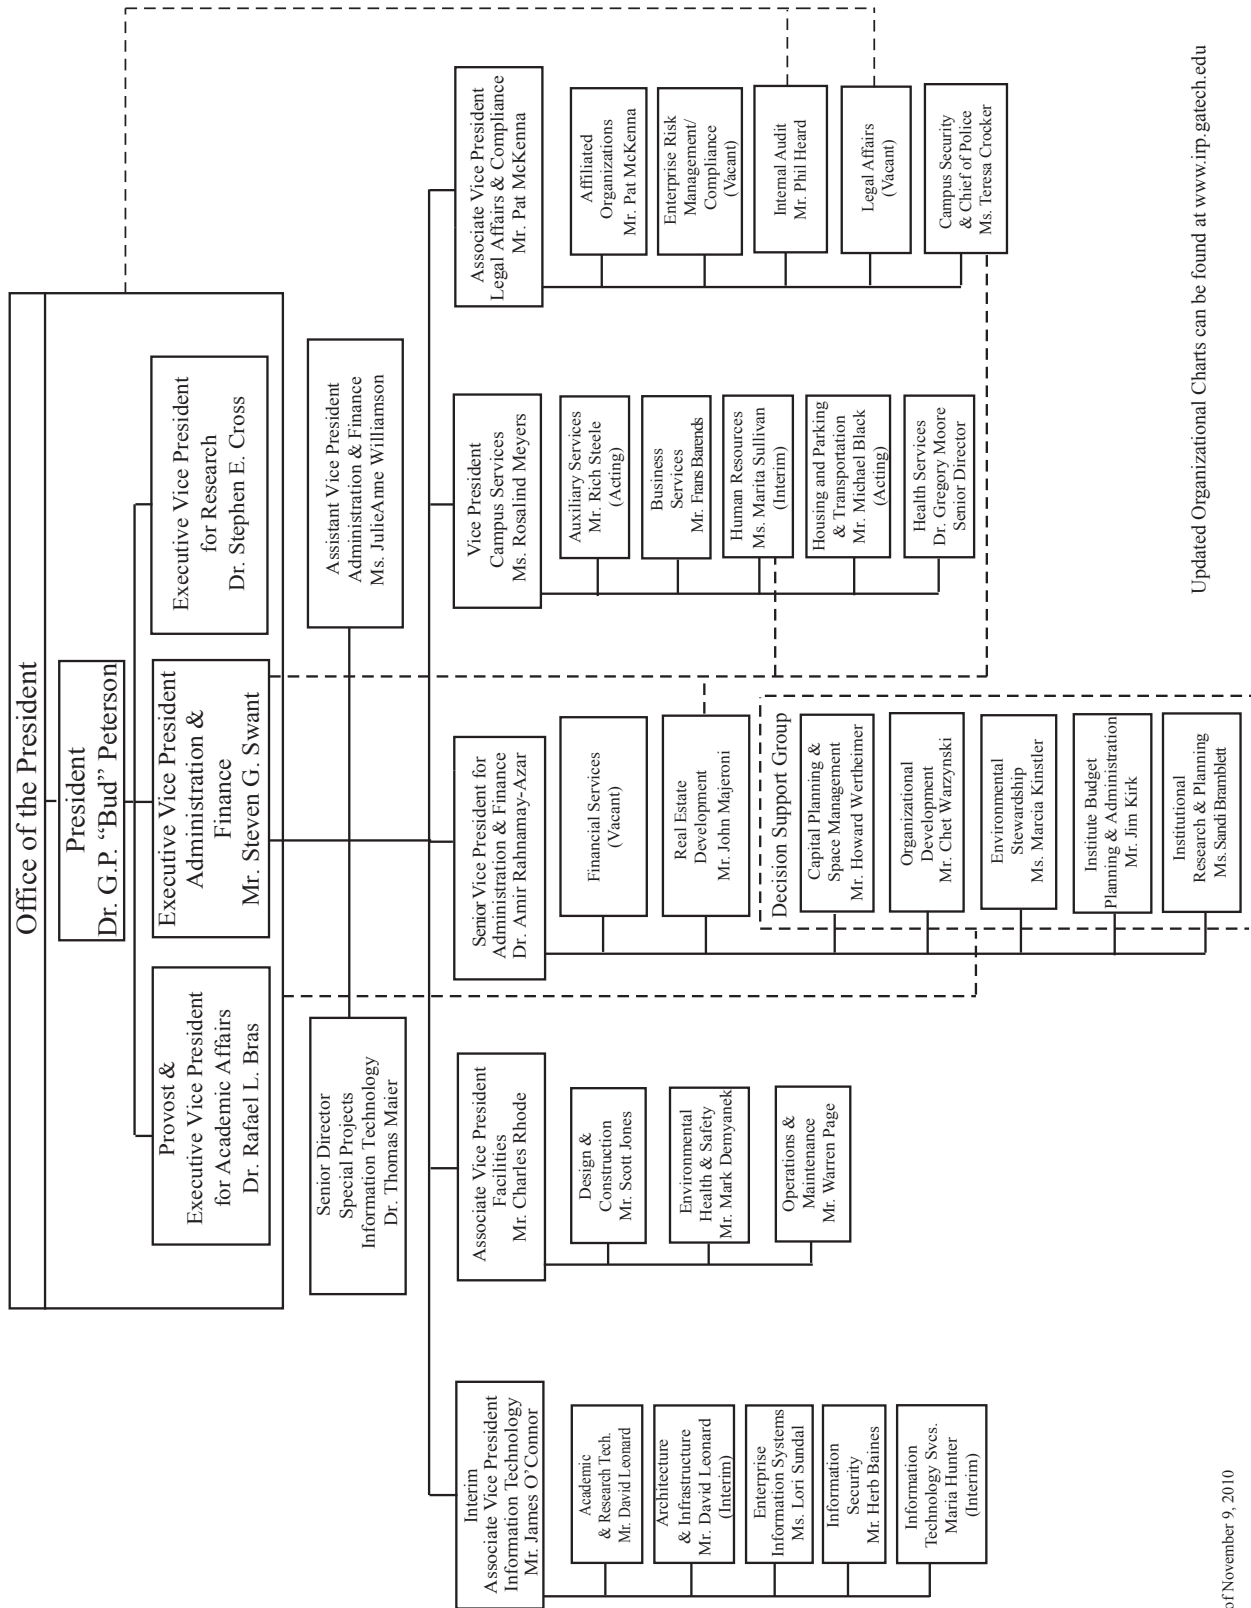 Office of the President
President
Dr. G.P. “Bud” Peterson
Provost &
Executive Vice President
for Academic Affairs
Dr. Rafael L. Bras
Executive Vice President
Administration &
Finance
Mr. Steven G. Swant
Executive Vice President
for Research
Dr. Stephen E. Cross
Senior Director
Special Projects
Information Technology
Dr. Thomas Maier
Assistant Vice President
Administration & Finance
Ms. JulieAnne Williamson
Interim
Associate Vice President
Information Technology
Mr. James O’Connor
Academic
& Research Tech.
Mr. David Leonard
Architecture
& Infrastructure
Mr. David Leonard
(Interim)
Enterprise
Information Systems
Ms. Lori Sundal
Information
Security
Mr. Herb Baines
Information
Technology Svcs.
Maria Hunter
(Interim)
Associate Vice President
Facilities
Mr. Charles Rhode
Design &
Construction
Mr. Scott Jones
Environmental
Health & Safety
Mr. Mark Demyanek
Operations &
Maintenance
Mr. Warren Page
Senior Vice President for
Administration & Finance
Dr. Amir Rahnamay-Azar
Financial Services
(Vacant)
Real Estate
Development
Mr. John Majeroni
Decision Support Group
Capital Planning &
Space Management
Mr. Howard Wertheimer
Organizational
Development
Mr. Chet Warzynski
Environmental
Stewardship
Ms. Marcia Kinstler
Institute Budget
Planning & Administration
Mr. Jim Kirk
Institutional
Research & Planning
Ms. Sandi Bramblett
Vice President
Campus Services
Ms. Rosalind Meyers
Auxiliary Services
Mr. Rich Steele
(Acting)
Business
Services
Mr. Frans Barends
Human Resources
Ms. Marita Sullivan
(Interim)
Housing and Parking
& Transportation
Mr. Michael Black
(Acting)
Health Services
Dr. Gregory Moore
Senior Director
Associate Vice President
Legal Affairs & Compliance
Mr. Pat McKenna
Affiliated
Organizations
Mr. Pat McKenna
Enterprise Risk
Management/
Compliance
(Vacant)
Internal Audit
Mr. Phil Heard
Legal Affairs
(Vacant)
Campus Security
& Chief of Police
Ms. Teresa Crocker
of November 9, 2010
Updated Organizational Charts can be found at www.irp.gatech.edu